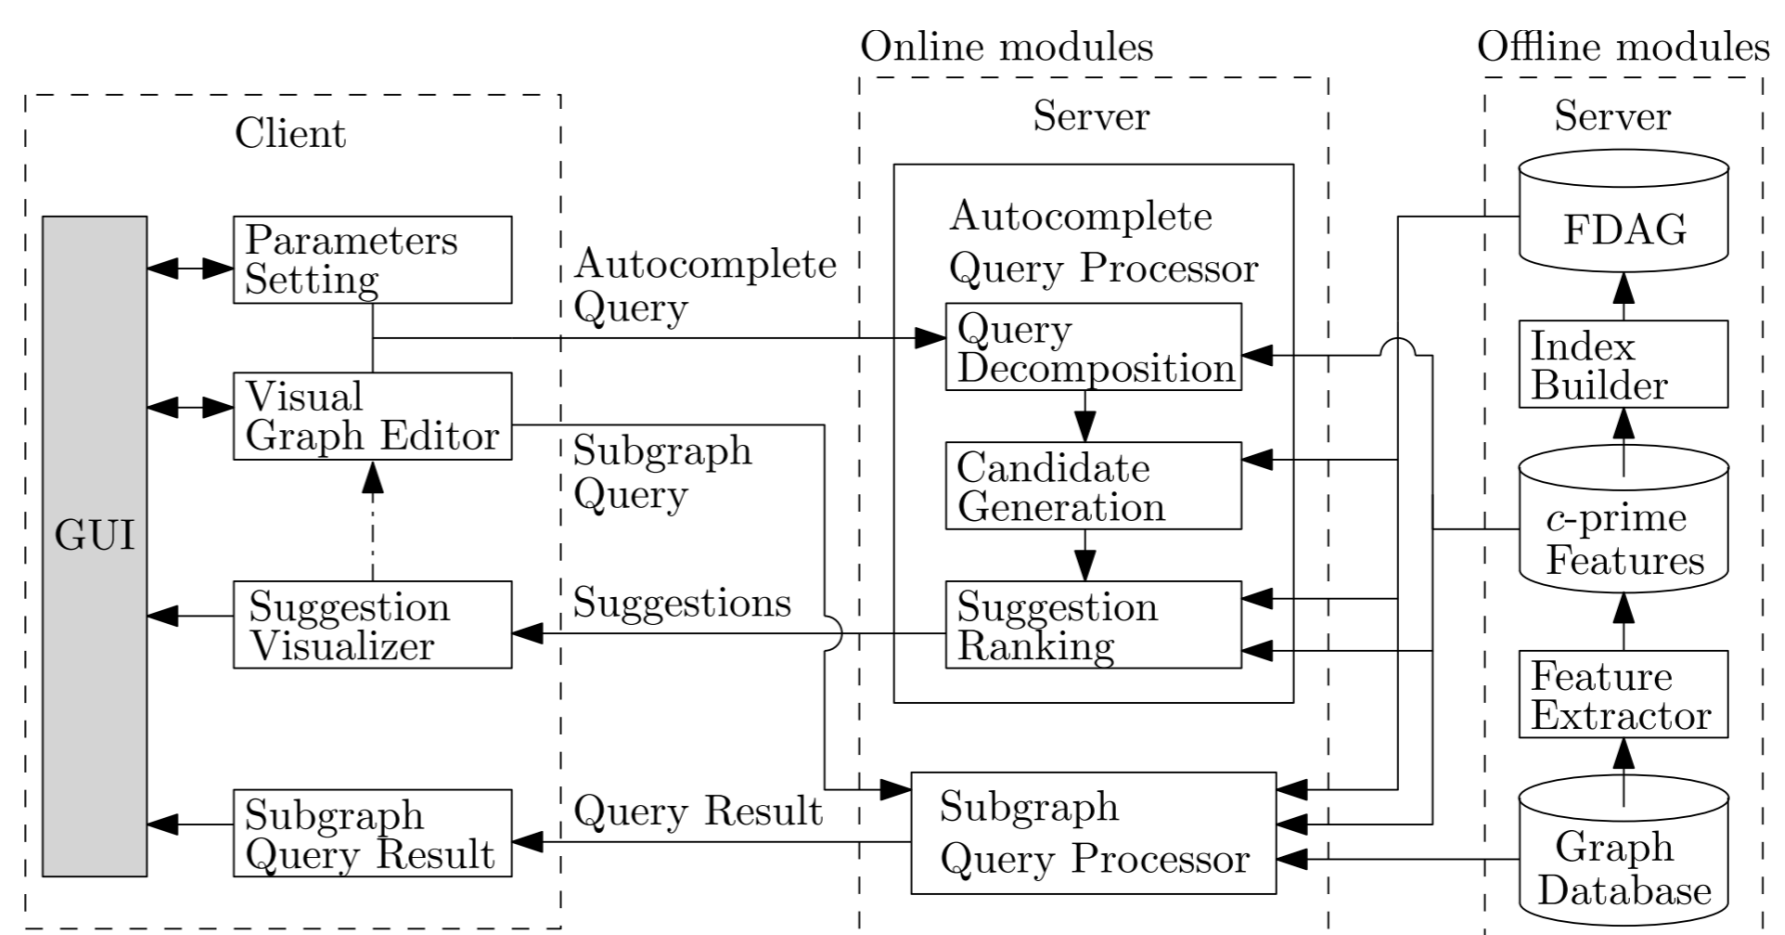 Online modules
Offline modules
Client
Server
Server
GUI
Parameters
Setting
Visual
Graph Editor
Suggestion
Visualizer
Subgraph
Query Result
Autocomplete
Query
Subgraph
Query
Suggestions
Query Result
Autocomplete
Query Processor
Query
Decomposition
Candidate
Generation
Suggestion
Ranking
Subgraph
Query Processor
FDAG
Index
Builder
c-prime
Features
Feature
Extractor
Graph
Database